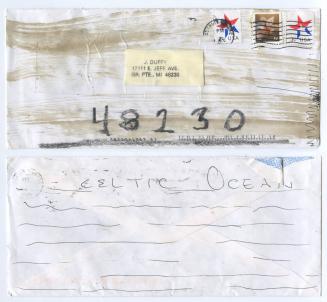 J. DUFFY
17111 E. JEFF AVE.
GR. PTE., MI 48230
48230
CELTIC OCEAN